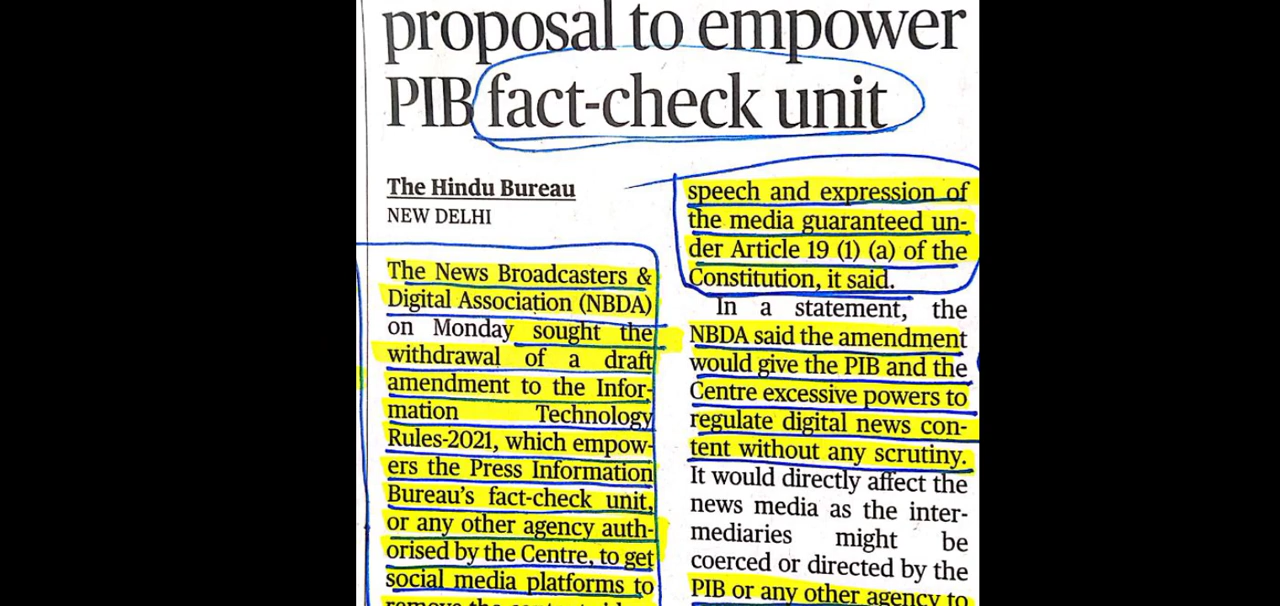 proposal to empower
PIB fact-check unit
The Hindu Bureau
NEW DELHI
The News Broadcasters &
Digital Association (NBDA)
on Monday sought the
withdrawal of a draft
amendment to the Infor-
mation Technology
Rules-2021, which empow-
ers the Press Information
Bureau's fact-check unit,
or any other agency auth-
orised by the Centre, to get
social media platforms to
remove the content
speech and expression of
the media guaranteed un-
der Article 19 (1) (a) of the
Constitution, it said.
In a statement, the
NBDA said the amendment
would give the PIB and the
Centre excessive powers to
regulate digital news con-
tent without any scrutiny.
It would directly affect the
news media as the inter-
mediaries might be
coerced or directed by the
PIB or any other agency to